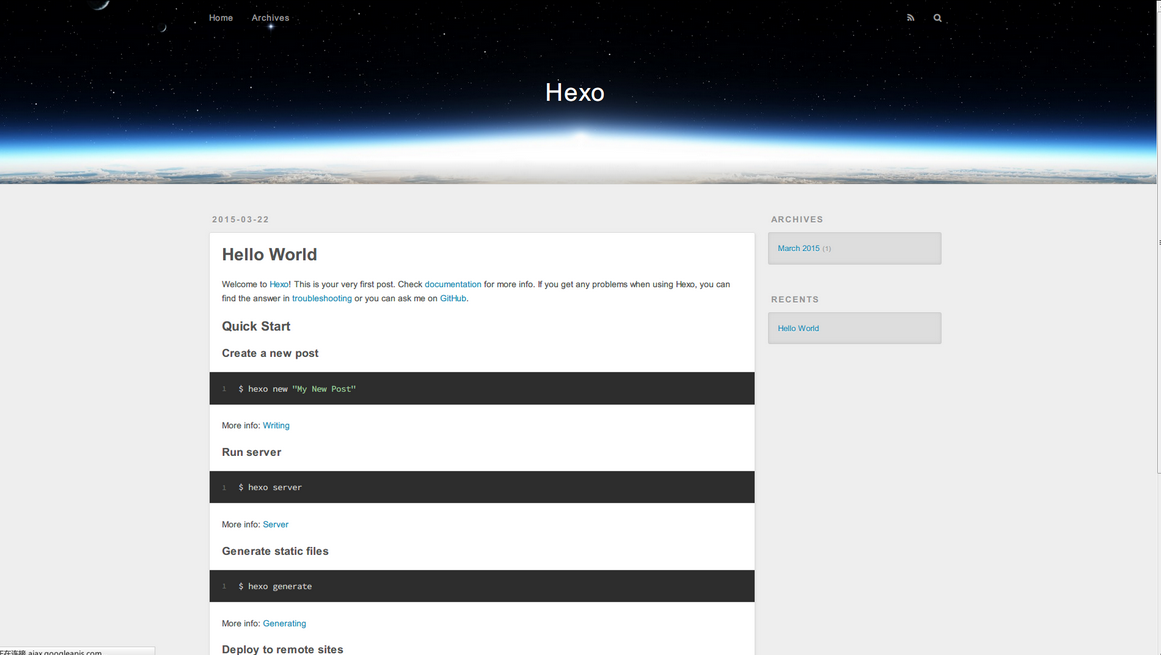 Home Archives
Hexo
2015-03-22
Hello World
Welcome to Hexo! This is your very first post. Check documentation for more info. If you get any problems when using Hexo, you can
find the answer in troubleshooting or you can ask me on GitHub.
Quick Start
Create a new post
1 $ hexo new "My New Post"
More info: Writing
Run server
1 $ hexo server
More info: Server
Generate static files
1 $ hexo generate
More info: Generating
Deploy to remote sites
ARCHIVES
March 2015 (1)
RECENTS
Hello World
正在连接 ajax.googleapis.com